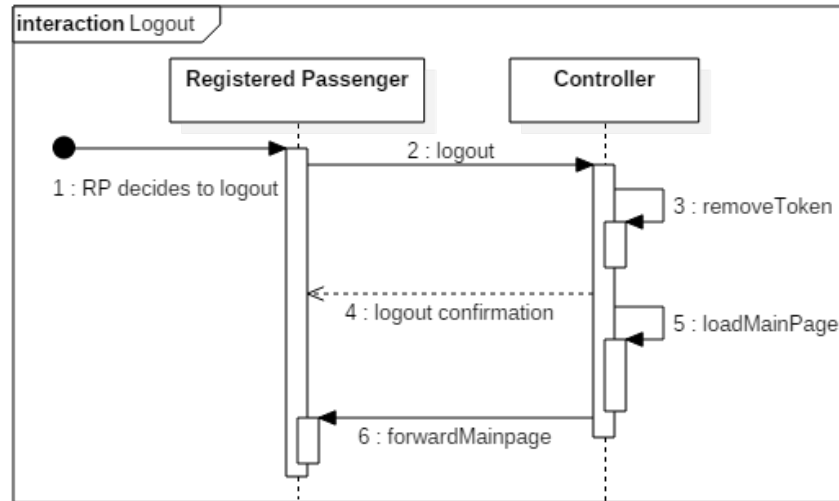 interaction Logout
Registered Passenger
Controller
1 : RP decides to logout
2 : logout
3 : removeToken
4 : logout confirmation
5 : loadMainPage
6 : forwardMainpage